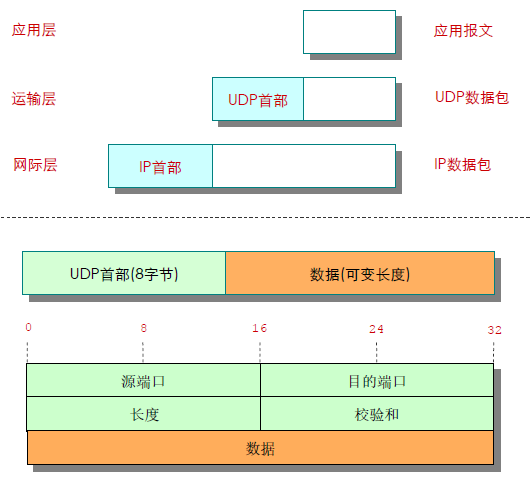 应用层 应用报文
运输层 UDP首部 UDP数据包
网际层 IP首部 IP数据包
UDP首部(8字节) 数据(可变长度)
0 8 16 24 32
源端口 目的端口
长度 校验和
数据